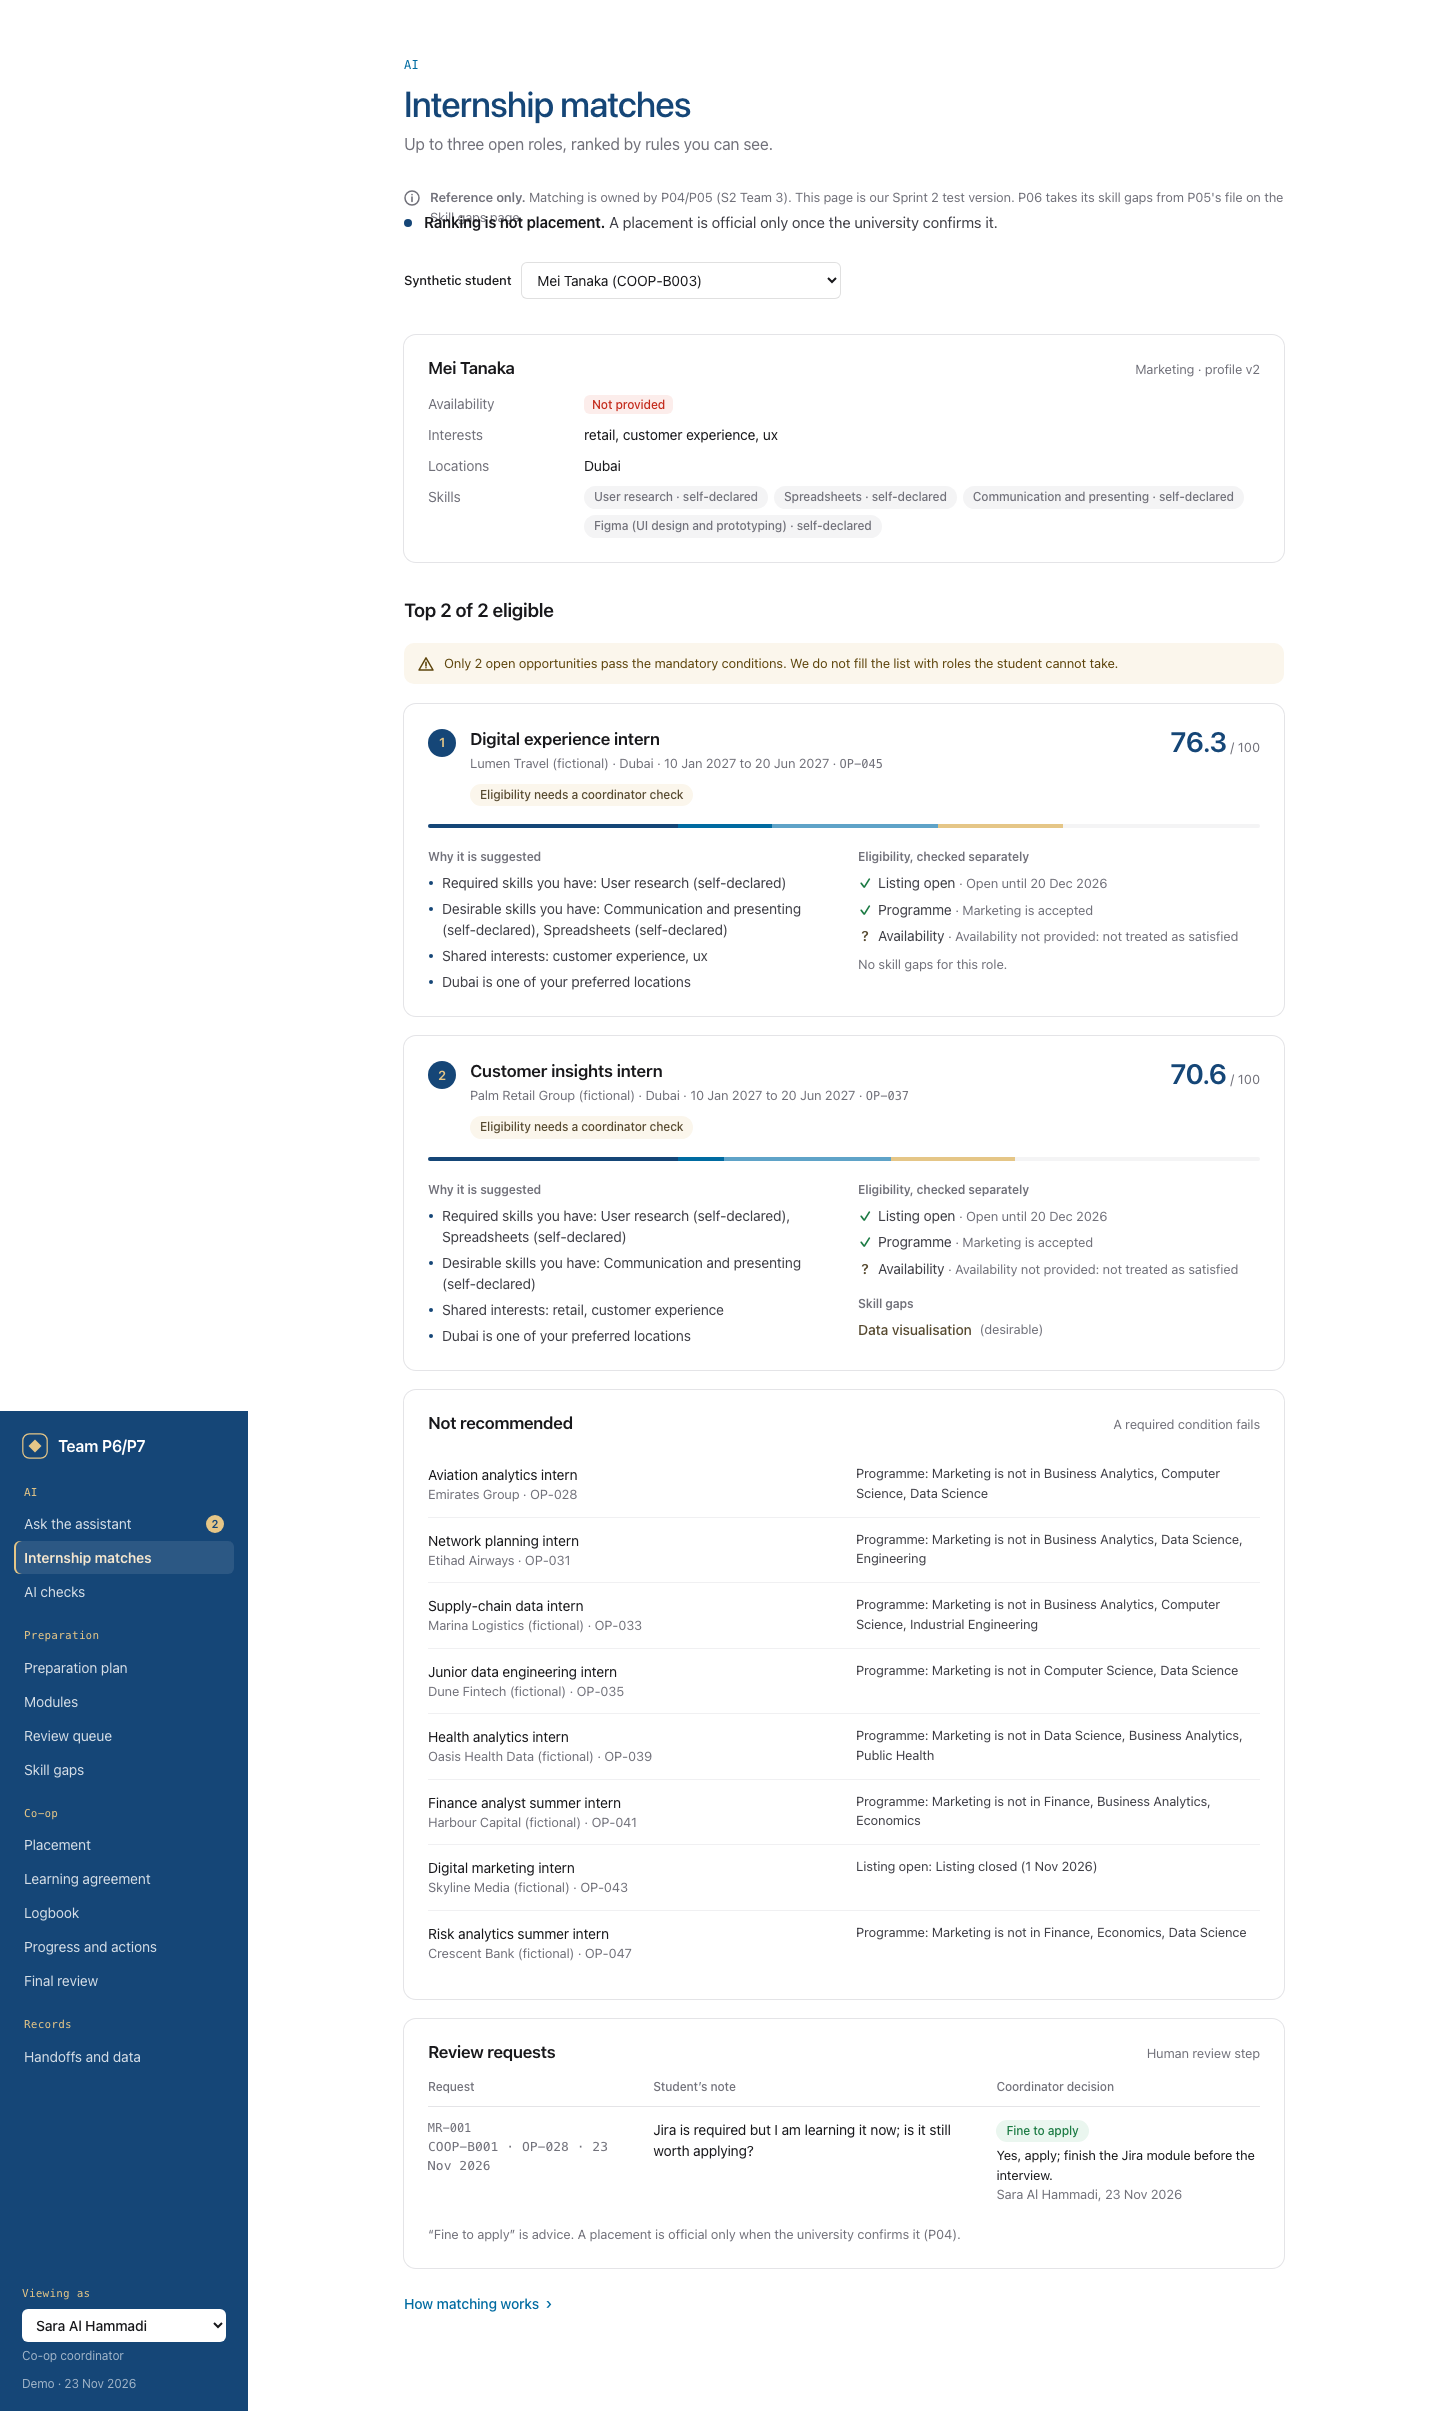 AI
Internship matches
Up to three open roles, ranked by rules you can see.
Reference only. Matching is owned by P04/P05 (S2 Team 3). This page is our Sprint 2 test version. P06 takes its skill gaps from P05's file on the
Skill gaps page.
Ranking is not placement. A placement is official only once the university confirms it.
Synthetic student
Mei Tanaka (COOP-B003)
Mei Tanaka
Marketing · profile v2
Availability
Not provided
Interests
retail, customer experience, ux
Locations
Dubai
Skills
User research · self-declared
Spreadsheets · self-declared
Communication and presenting · self-declared
Figma (UI design and prototyping) · self-declared
Top 2 of 2 eligible
Only 2 open opportunities pass the mandatory conditions. We do not fill the list with roles the student cannot take.
1
Digital experience intern
76.3 / 100
Lumen Travel (fictional) · Dubai · 10 Jan 2027 to 20 Jun 2027 · OP-045
Eligibility needs a coordinator check
Why it is suggested
Required skills you have: User research (self-declared)
Desirable skills you have: Communication and presenting
(self-declared), Spreadsheets (self-declared)
Shared interests: customer experience, ux
Dubai is one of your preferred locations
Eligibility, checked separately
Listing open · Open until 20 Dec 2026
Programme · Marketing is accepted
? Availability · Availability not provided: not treated as satisfied
No skill gaps for this role.
2
Customer insights intern
70.6 / 100
Palm Retail Group (fictional) · Dubai · 10 Jan 2027 to 20 Jun 2027 · OP-037
Eligibility needs a coordinator check
Why it is suggested
Required skills you have: User research (self-declared),
Spreadsheets (self-declared)
Desirable skills you have: Communication and presenting
(self-declared)
Shared interests: retail, customer experience
Dubai is one of your preferred locations
Eligibility, checked separately
Listing open · Open until 20 Dec 2026
Programme · Marketing is accepted
? Availability · Availability not provided: not treated as satisfied
Skill gaps
Data visualisation (desirable)
Not recommended
A required condition fails
Aviation analytics intern
Emirates Group · OP-028
Programme: Marketing is not in Business Analytics, Computer
Science, Data Science
Network planning intern
Etihad Airways · OP-031
Programme: Marketing is not in Business Analytics, Data Science,
Engineering
Supply-chain data intern
Marina Logistics (fictional) · OP-033
Programme: Marketing is not in Business Analytics, Computer
Science, Industrial Engineering
Junior data engineering intern
Dune Fintech (fictional) · OP-035
Programme: Marketing is not in Computer Science, Data Science
Health analytics intern
Oasis Health Data (fictional) · OP-039
Programme: Marketing is not in Data Science, Business Analytics,
Public Health
Finance analyst summer intern
Harbour Capital (fictional) · OP-041
Programme: Marketing is not in Finance, Business Analytics,
Economics
Digital marketing intern
Skyline Media (fictional) · OP-043
Listing open: Listing closed (1 Nov 2026)
Risk analytics summer intern
Crescent Bank (fictional) · OP-047
Programme: Marketing is not in Finance, Economics, Data Science
Review requests
Human review step
Request
Student's note
Coordinator decision
MR-001
COOP-B001 · OP-028 · 23
Nov 2026
Jira is required but I am learning it now; is it still
worth applying?
Fine to apply
Yes, apply; finish the Jira module before the
interview.
Sara Al Hammadi, 23 Nov 2026
“Fine to apply” is advice. A placement is official only when the university confirms it (P04).
How matching works ›
Team P6/P7
AI
Ask the assistant
2
Internship matches
AI checks
Preparation
Preparation plan
Modules
Review queue
Skill gaps
Co-op
Placement
Learning agreement
Logbook
Progress and actions
Final review
Records
Handoffs and data
Viewing as
Sara Al Hammadi
Co-op coordinator
Demo · 23 Nov 2026